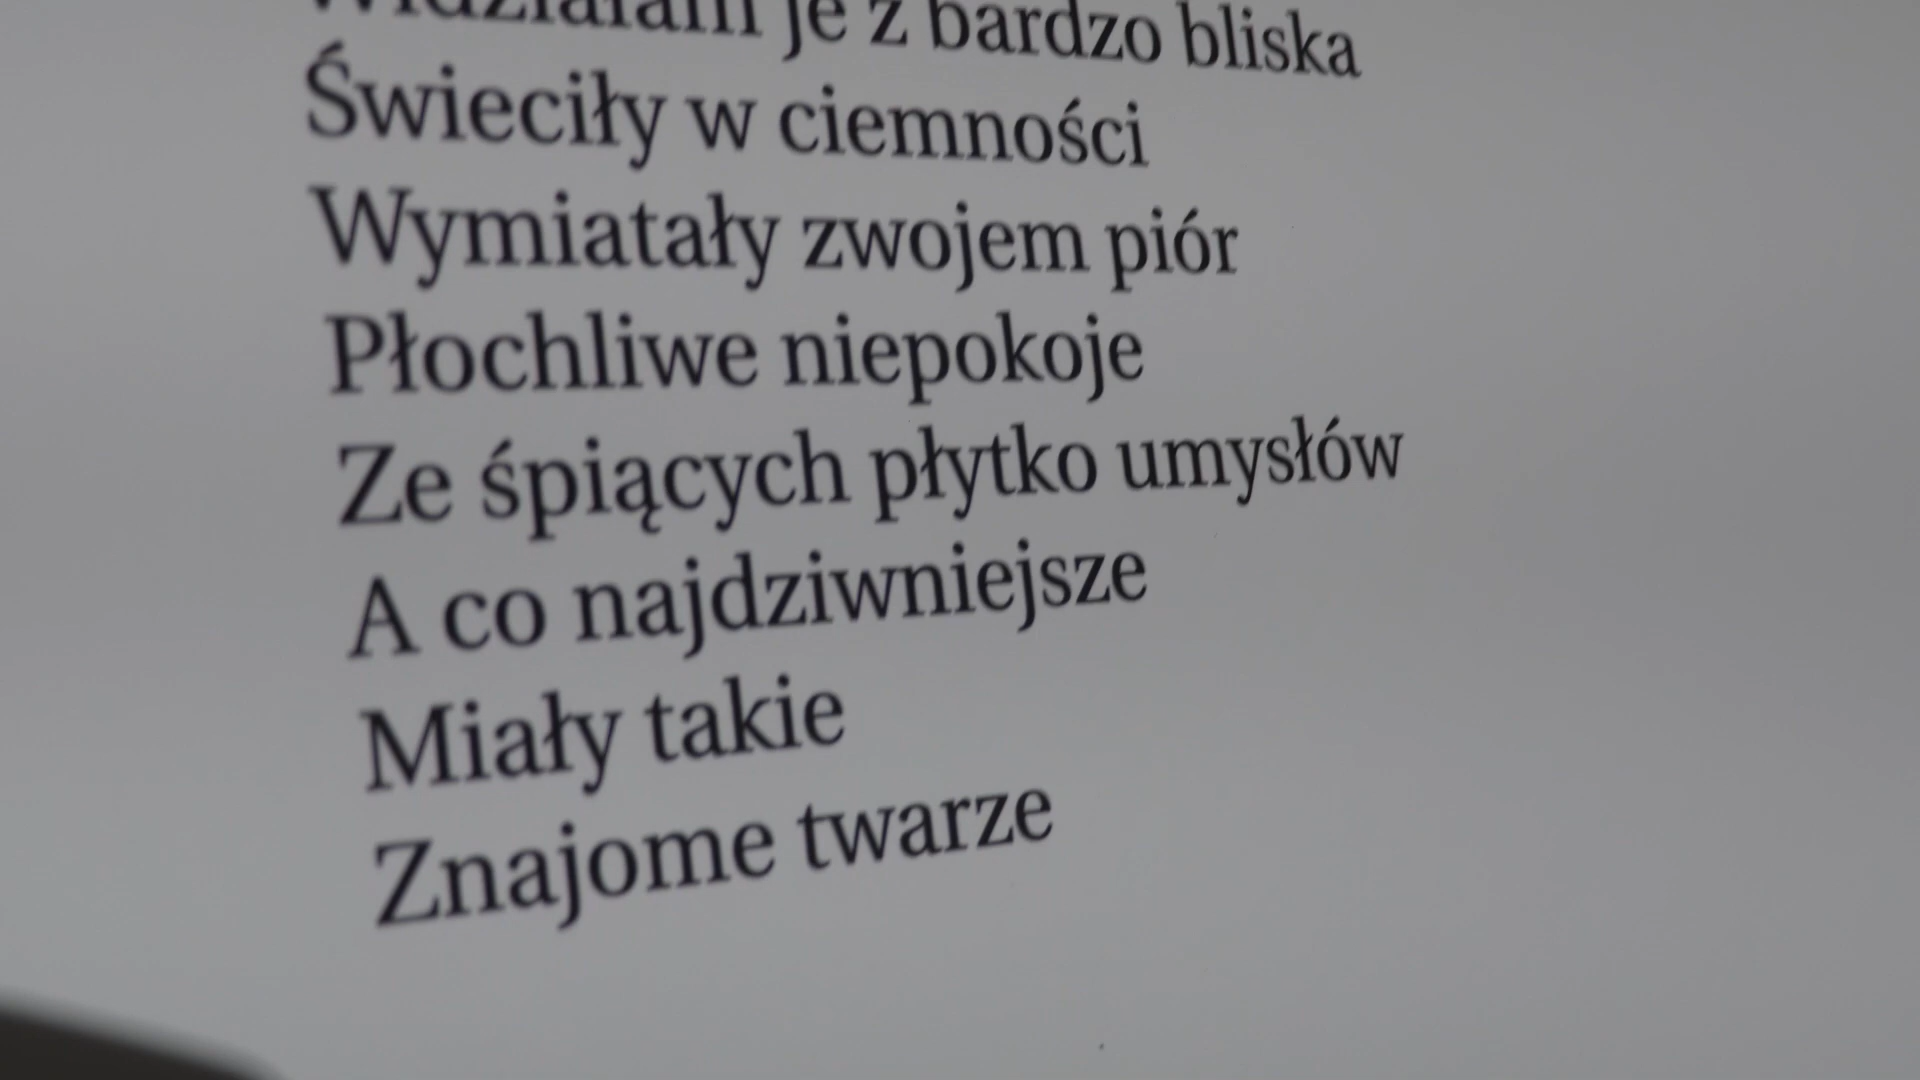 Widziałam je z bardzo bliska
Świeciły w ciemności
Wymiatały zwojem piór
Płochliwe niepokoje
Ze śpiących płytko umysłów
A co najdziwniejsze
Miały takie
Znajome twarze